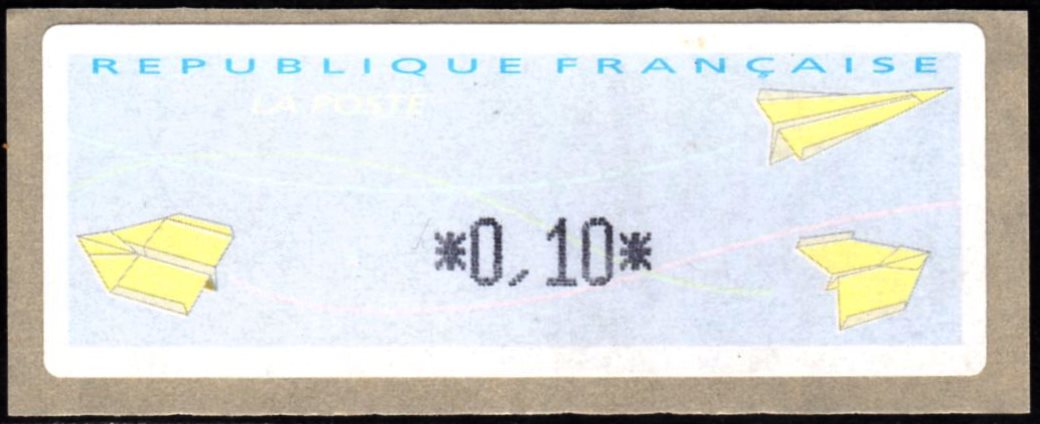 REPUBLIQUE FRANÇAISE
LA POSTE
*0,10*